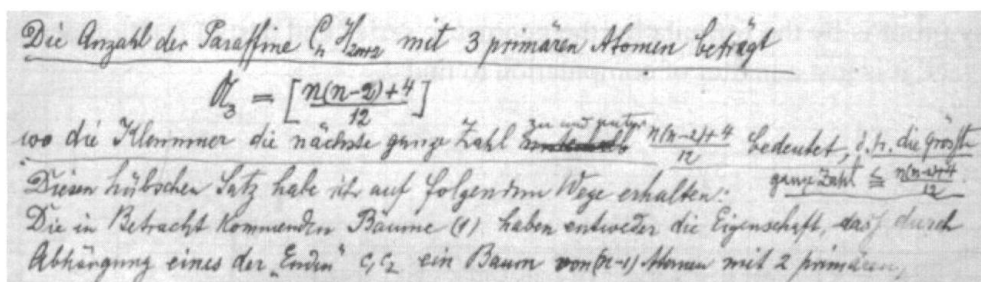 Die Anzahl der Paraffine CₙH₂ₙ₊₂ mit 3 primären Atomen beträgt
𝔄₃ = [ (n(n-2)+4)/12 ]
wo die Klammer die nächste ganze Zahl (n(n-2)+4)/12 bedeutet, d.h. die größte
ganze Zahl ≦ (n(n-2)+4)/12.
Diesen hübschen Satz habe ich auf folgendem Wege erhalten:
Die in Betracht kommenden Bäume (1) haben entweder die Eigenschaft, daß durch
Abhängung eines der „Enden" C₁C₂ ein Baum von (n-1) Atomen mit 2 primären,